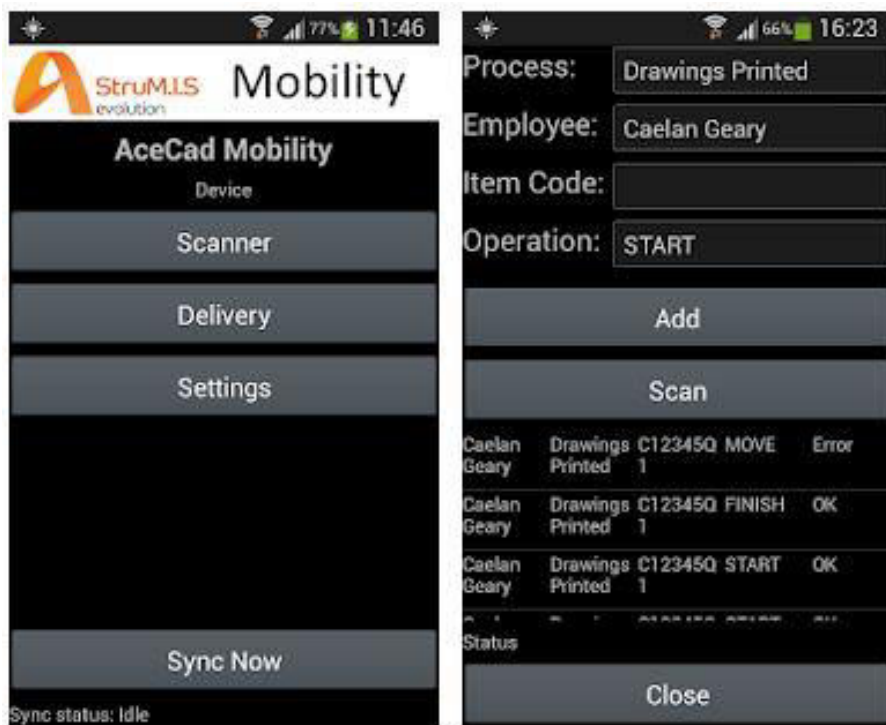 77% 11:46
StruM.I.S
evolution
Mobility
AceCad Mobility
Device
Scanner
Delivery
Settings
Sync Now
Sync status: Idle
66% 16:23
Process: Drawings Printed
Employee: Caelan Geary
Item Code:
Operation: START
Add
Scan
Caelan Drawings C12345Q MOVE Error
Geary Printed 1
Caelan Drawings C12345Q FINISH OK
Geary Printed 1
Caelan Drawings C12345Q START OK
Geary Printed 1
Status
Close